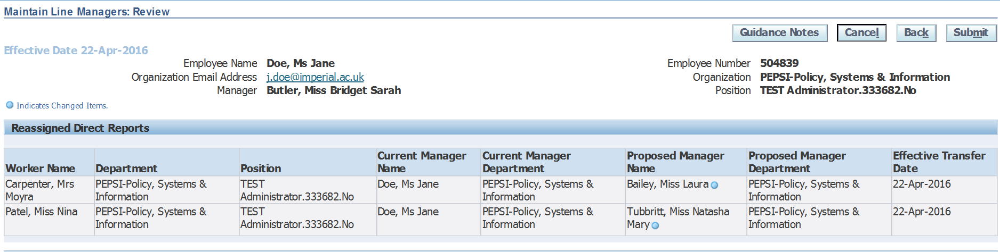 Maintain Line Managers: Review
Guidance Notes Cancel Back Submit
Effective Date 22-Apr-2016
Employee Name Doe, Ms Jane Employee Number 504839
Organization Email Address j.doe@imperial.ac.uk Organization PEPSI-Policy, Systems & Information
Manager Butler, Miss Bridget Sarah Position TEST Administrator.333682.No
Indicates Changed Items.
Reassigned Direct Reports
Current Manager Current Manager Proposed Manager Proposed Manager Effective Transfer
Worker Name Department Position Name Department Name Department Date
Carpenter, Mrs PEPSI-Policy, Systems & TEST Doe, Ms Jane PEPSI-Policy, Systems & Bailey, Miss Laura PEPSI-Policy, Systems & 22-Apr-2016
Moyra Information Administrator.333682.No Information Information
Patel, Miss Nina PEPSI-Policy, Systems & TEST Doe, Ms Jane PEPSI-Policy, Systems & Tubbritt, Miss Natasha PEPSI-Policy, Systems & 22-Apr-2016
Information Administrator.333682.No Information Mary Information